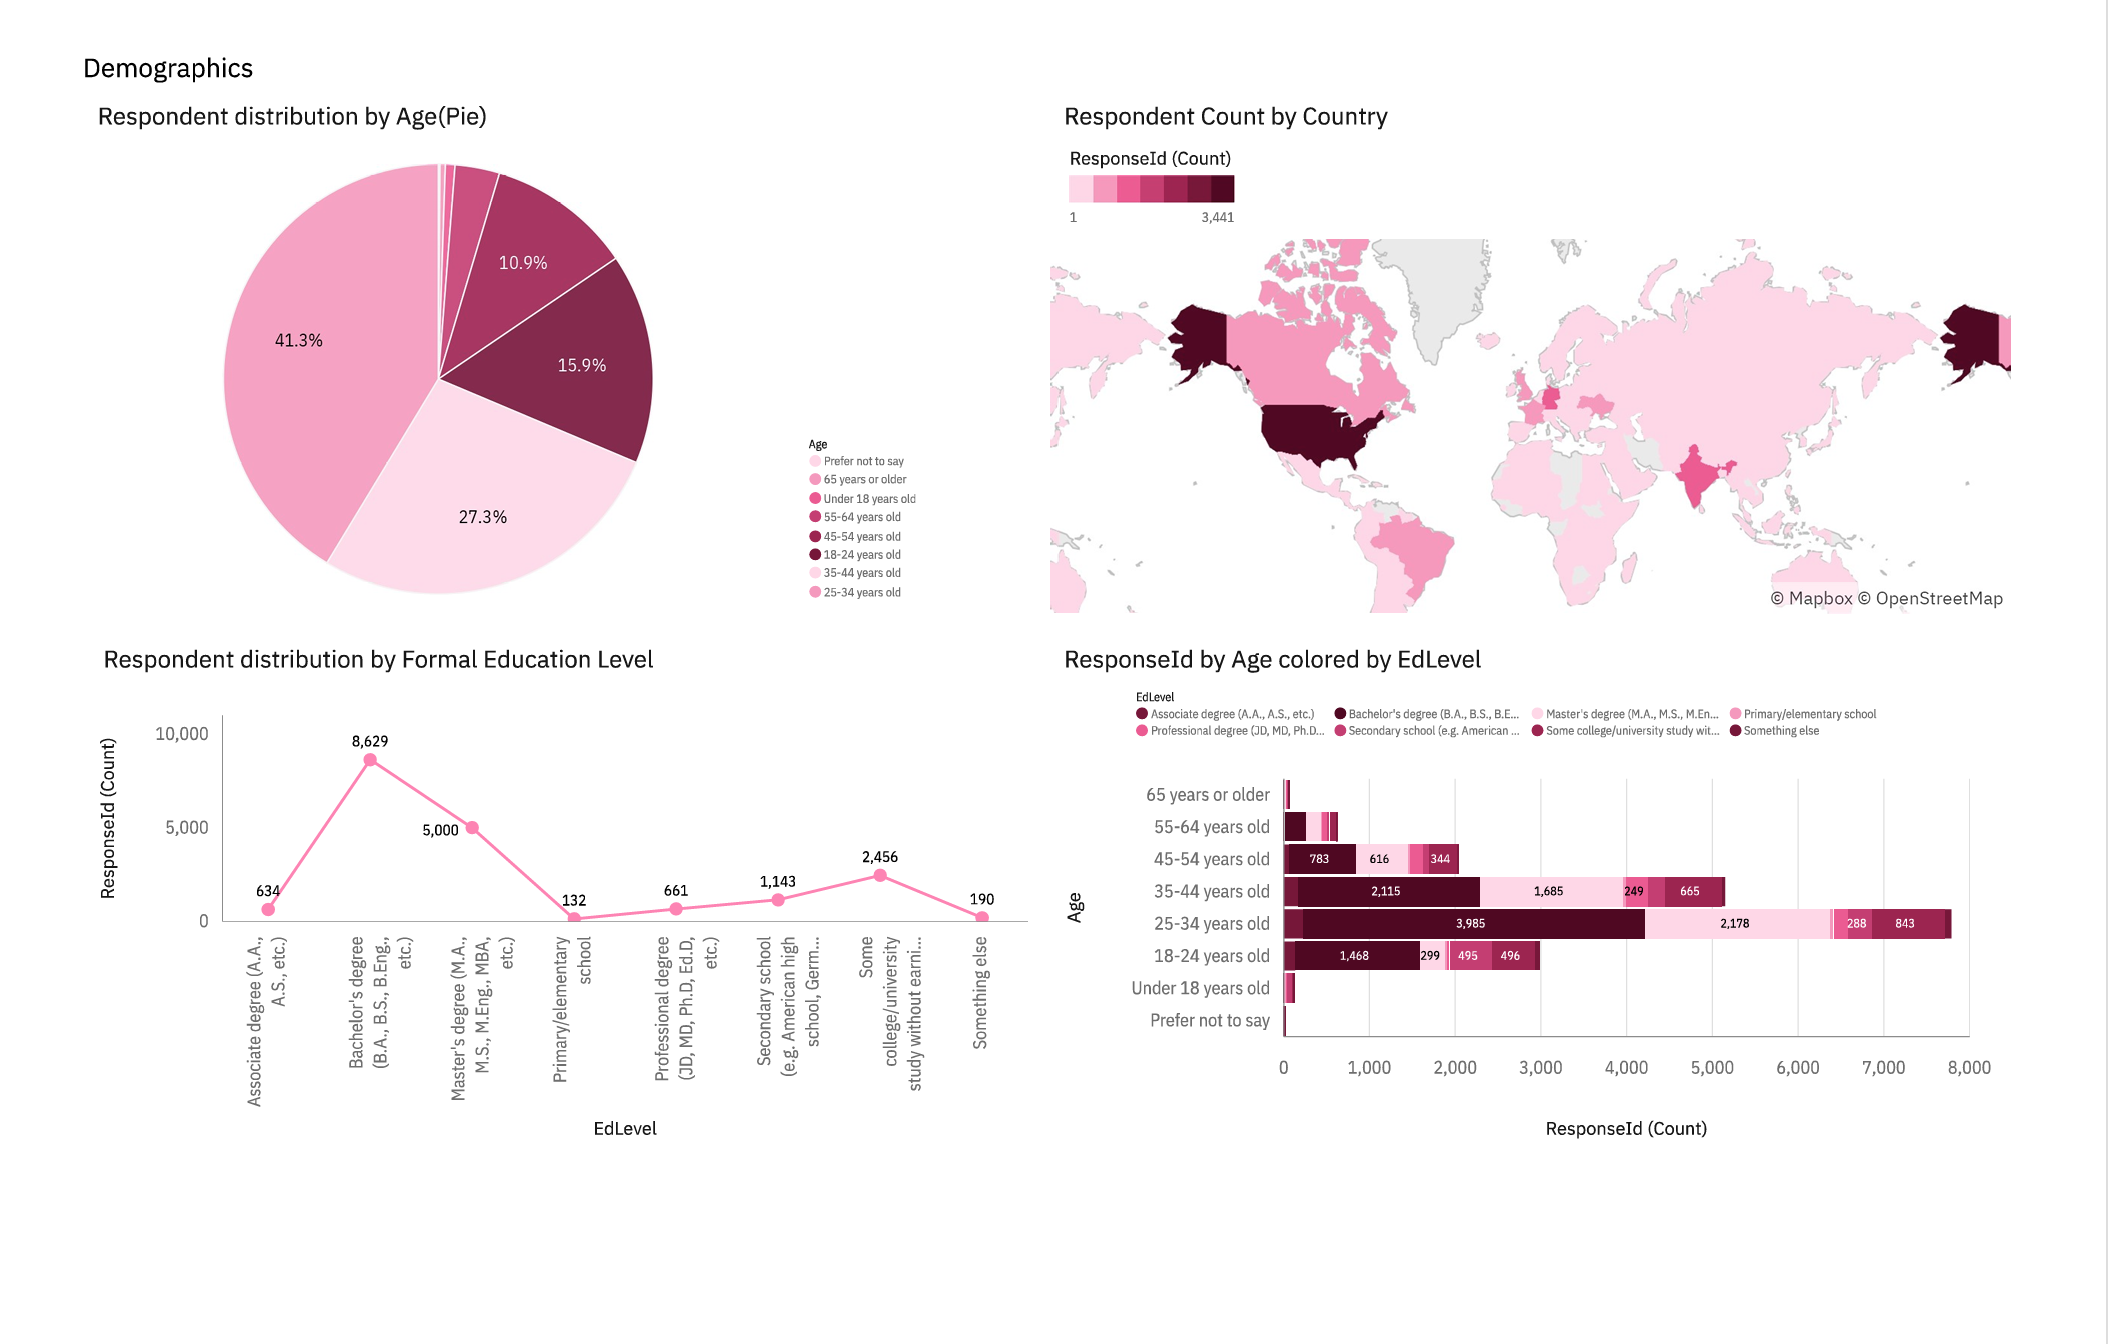 Demographics
Respondent distribution by Age(Pie)
10.9%
41.3%
15.9%
27.3%
Age
Prefer not to say
65 years or older
Under 18 years old
55-64 years old
45-54 years old
18-24 years old
35-44 years old
25-34 years old
Respondent Count by Country
ResponseId (Count)
1 3,441
© Mapbox © OpenStreetMap
Respondent distribution by Formal Education Level
ResponseId (Count)
10,000
5,000
0
634
8,629
5,000
132
661
1,143
2,456
190
Associate degree (A.A.,
A.S., etc.)
Bachelor's degree
(B.A., B.S., B.Eng.,
etc.)
Master's degree (M.A.,
M.S., M.Eng., MBA,
etc.)
Primary/elementary
school
Professional degree
(JD, MD, Ph.D, Ed.D,
etc.)
Secondary school
(e.g. American high
school, Germ...
Some
college/university
study without earni...
Something else
EdLevel
ResponseId by Age colored by EdLevel
EdLevel
Associate degree (A.A., A.S., etc.) Bachelor's degree (B.A., B.S., B.E... Master's degree (M.A., M.S., M.En... Primary/elementary school
Professional degree (JD, MD, Ph.D... Secondary school (e.g. American ... Some college/university study wit... Something else
Age
65 years or older
55-64 years old
45-54 years old 783 616 344
35-44 years old 2,115 1,685 249 665
25-34 years old 3,985 2,178 288 843
18-24 years old 1,468 299 495 496
Under 18 years old
Prefer not to say
0 1,000 2,000 3,000 4,000 5,000 6,000 7,000 8,000
ResponseId (Count)